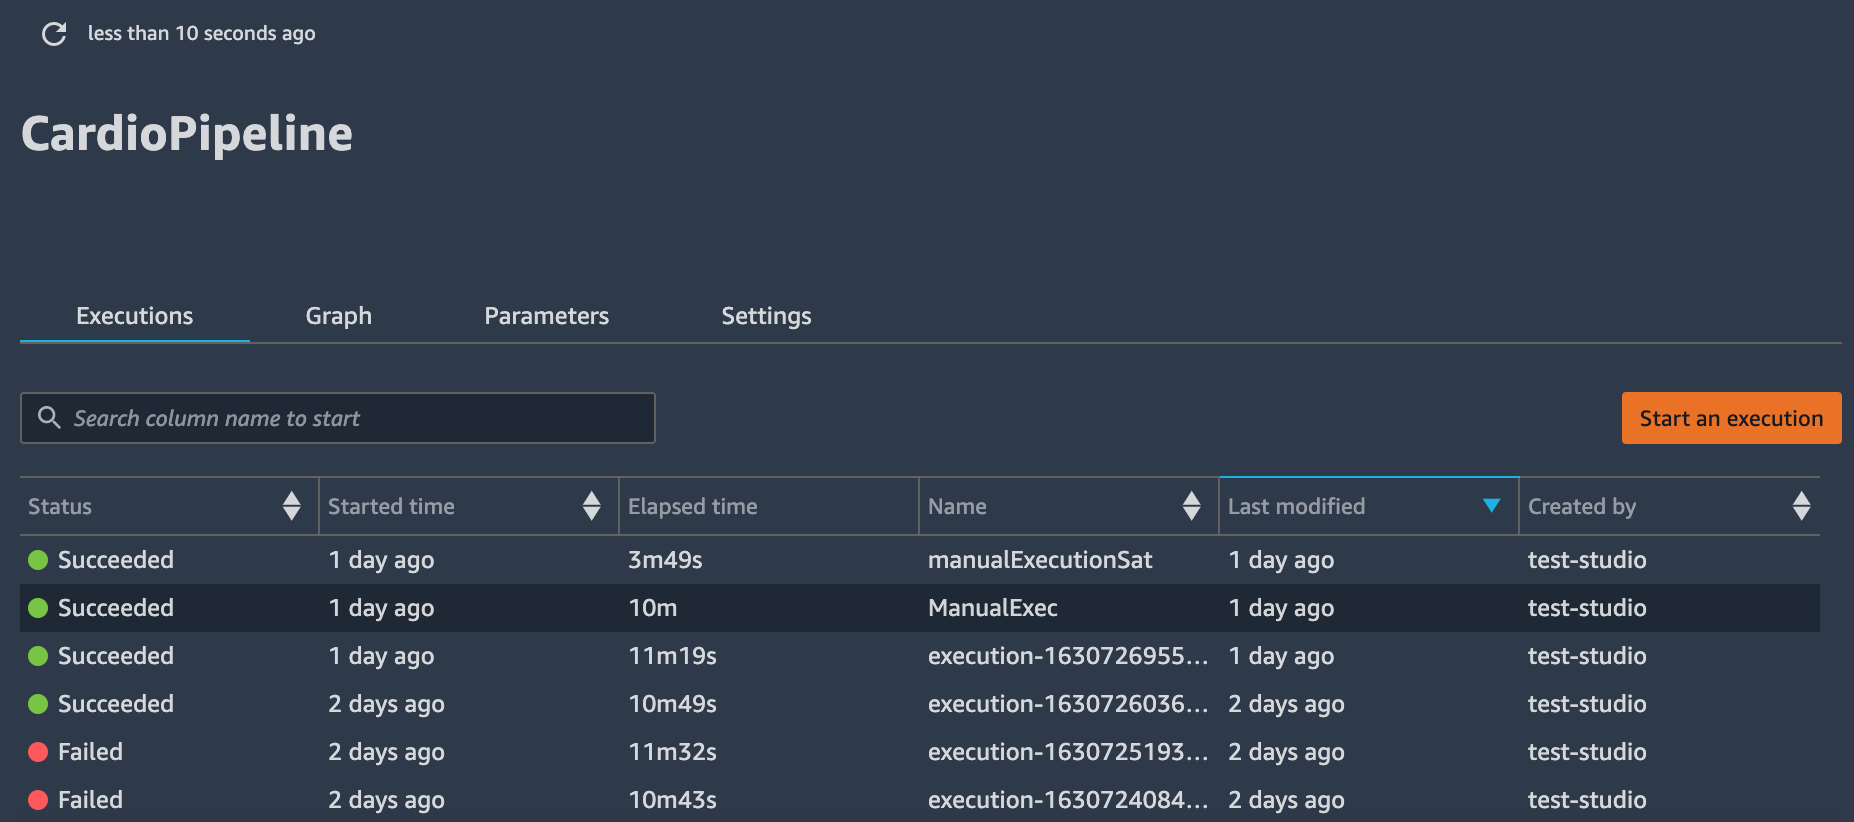 less than 10 seconds ago
CardioPipeline
Executions Graph Parameters Settings
Search column name to start
Start an execution
Status Started time Elapsed time Name Last modified Created by
Succeeded 1 day ago 3m49s manualExecutionSat 1 day ago test-studio
Succeeded 1 day ago 10m ManualExec 1 day ago test-studio
Succeeded 1 day ago 11m19s execution-1630726955... 1 day ago test-studio
Succeeded 2 days ago 10m49s execution-1630726036... 2 days ago test-studio
Failed 2 days ago 11m32s execution-1630725193... 2 days ago test-studio
Failed 2 days ago 10m43s execution-1630724084... 2 days ago test-studio